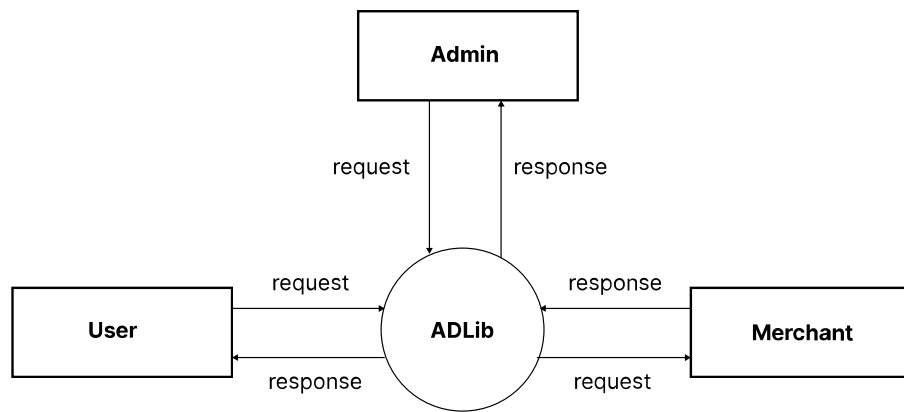 Admin
request
response
request
response
User
ADLib
Merchant
response
request